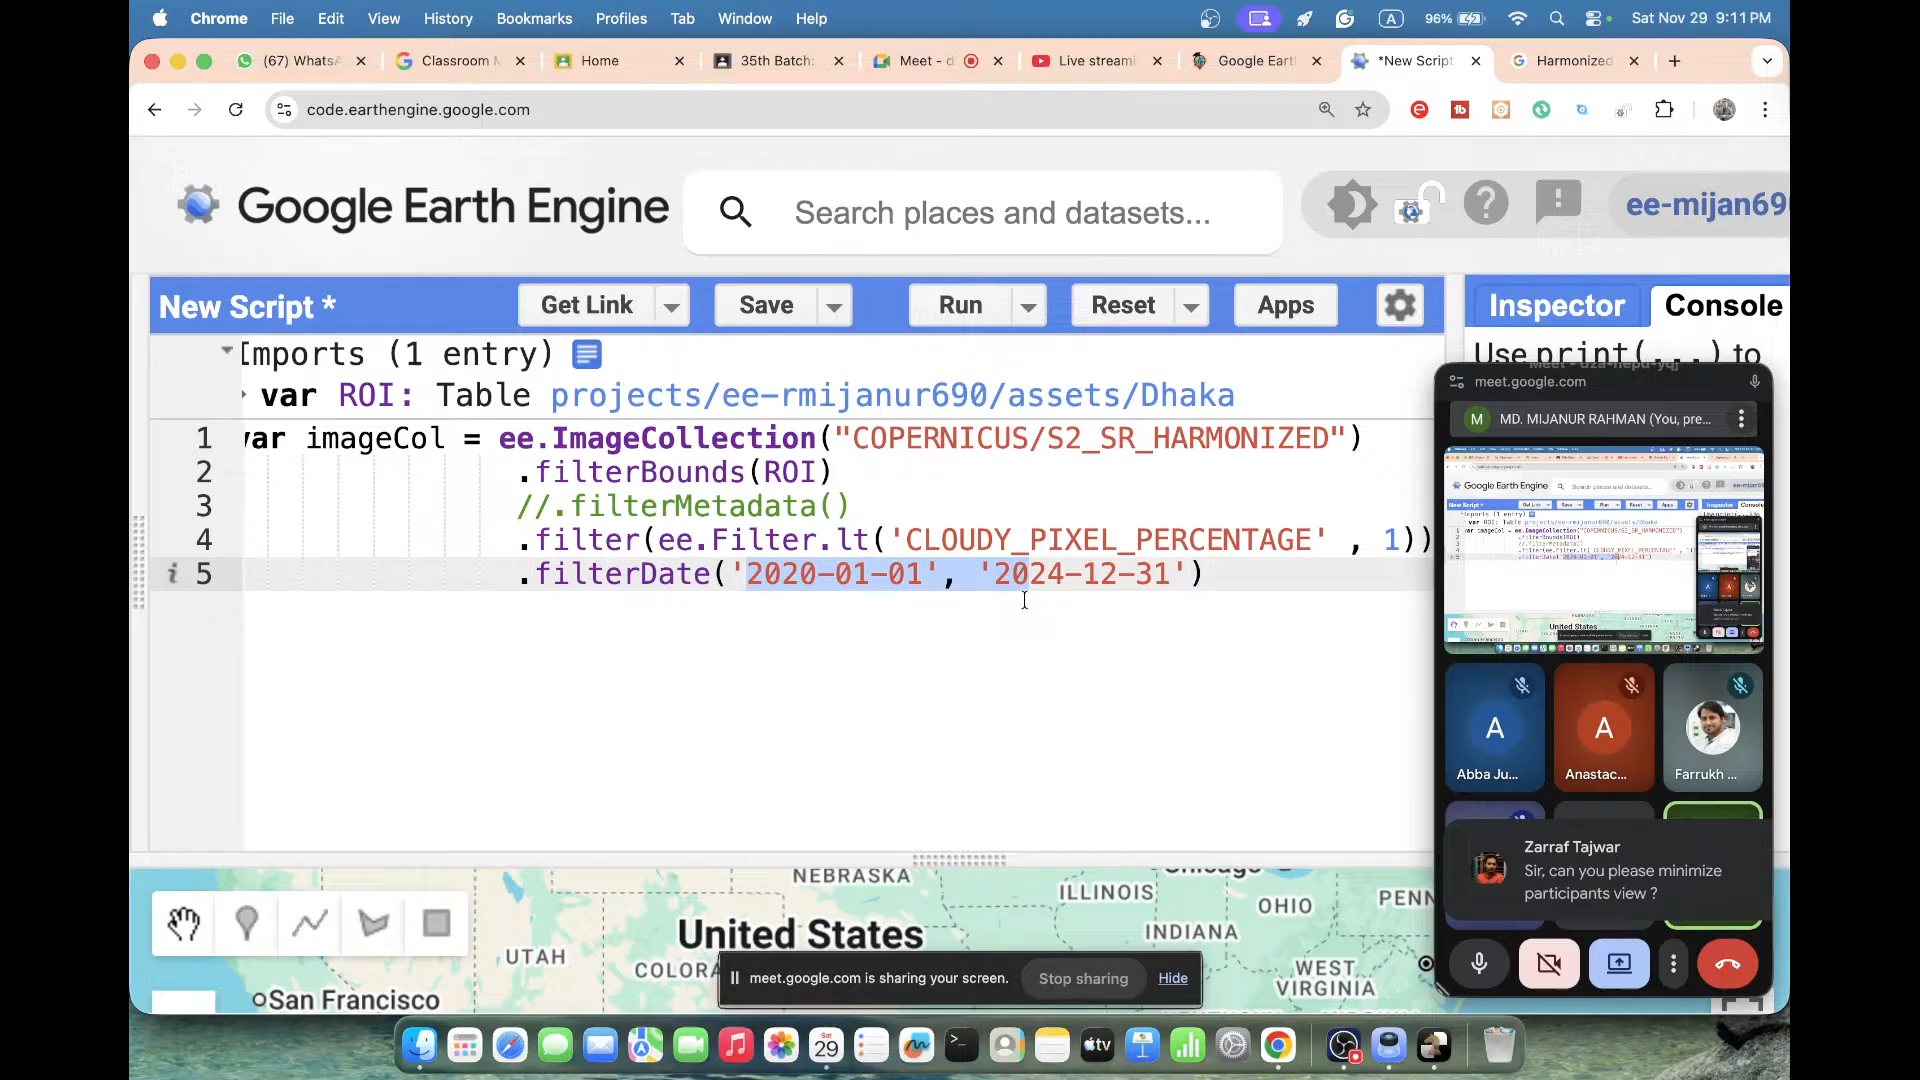 Chrome File Edit View History Bookmarks Profiles Tab Window Help
A 96% Sat Nov 29 9:11 PM
(67) WhatsA Classroom M Home 35th Batch: Meet - d Live streami Google Eart *New Script Harmonized
code.earthengine.google.com
Google Earth Engine
Search places and datasets...
ee-mijan69
New Script *
Get Link Save Run Reset Apps
Inspector Console
Imports (1 entry)
Use print(...) to
var ROI: Table projects/ee-rmijanur690/assets/Dhaka
1 var imageCol = ee.ImageCollection("COPERNICUS/S2_SR_HARMONIZED")
2 .filterBounds(ROI)
3 //.filterMetadata()
4 .filter(ee.Filter.lt('CLOUDY_PIXEL_PERCENTAGE' , 1))
i 5 .filterDate('2020-01-01', '2024-12-31')
meet.google.com
M MD. MIJANUR RAHMAN (You, pre...
A
Abba Ju...
A
Anastac...
Farrukh ...
Zarraf Tajwar
Sir, can you please minimize
participants view ?
NEBRASKA
ILLINOIS
OHIO
PENN
United States
INDIANA
UTAH
COLORA
WEST
VIRGINIA
San Francisco
meet.google.com is sharing your screen.
Stop sharing
Hide
Sat
29
tv